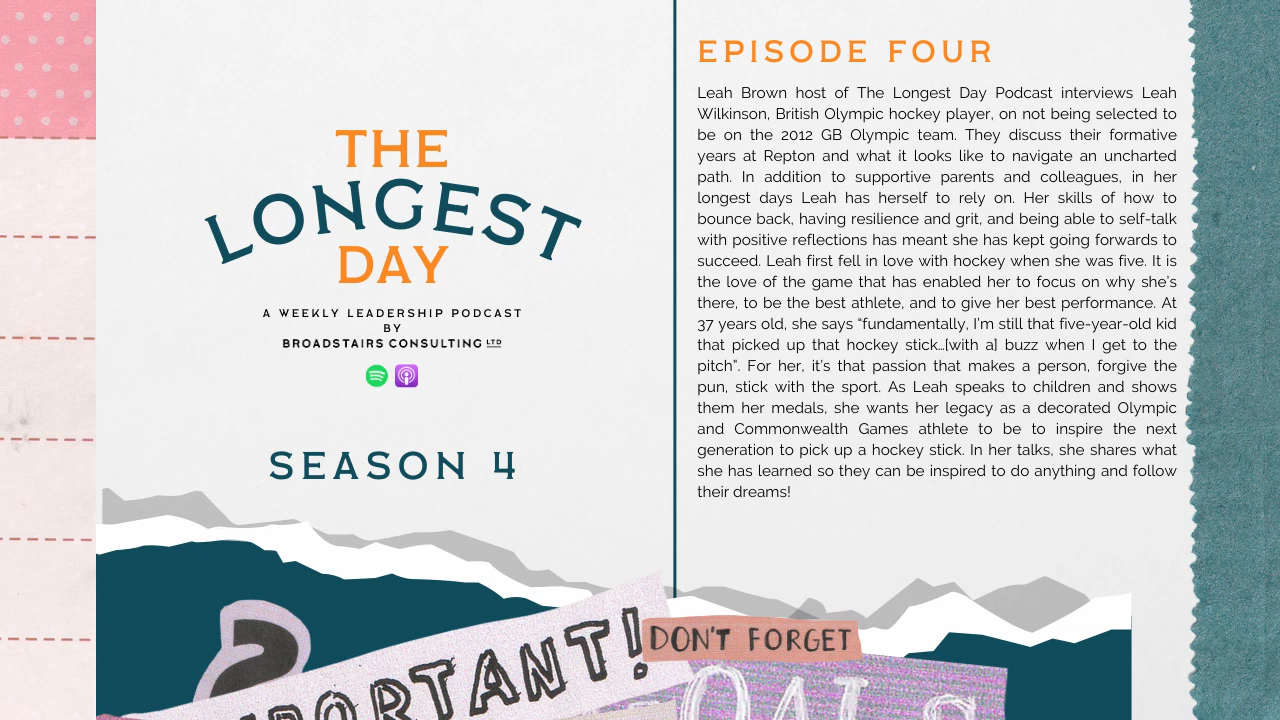 THE
LONGEST
DAY
A WEEKLY LEADERSHIP PODCAST
BY
BROADSTAIRS CONSULTING LTD
SEASON 4
EPISODE FOUR
Leah Brown host of The Longest Day Podcast interviews Leah
Wilkinson, British Olympic hockey player, on not being selected to
be on the 2012 GB Olympic team. They discuss their formative
years at Repton and what it looks like to navigate an uncharted
path. In addition to supportive parents and colleagues, in her
longest days Leah has herself to rely on. Her skills of how to
bounce back, having resilience and grit, and being able to self-talk
with positive reflections has meant she has kept going forwards to
succeed. Leah first fell in love with hockey when she was five. It is
the love of the game that has enabled her to focus on why she's
there, to be the best athlete, and to give her best performance. At
37 years old, she says “fundamentally, I'm still that five-year-old kid
that picked up that hockey stick...[with a] buzz when I get to the
pitch”. For her, it's that passion that makes a person, forgive the
pun, stick with the sport. As Leah speaks to children and shows
them her medals, she wants her legacy as a decorated Olympic
and Commonwealth Games athlete to be to inspire the next
generation to pick up a hockey stick. In her talks, she shares what
she has learned so they can be inspired to do anything and follow
their dreams!
?
PORTANT!
DON'T FORGET
OALS